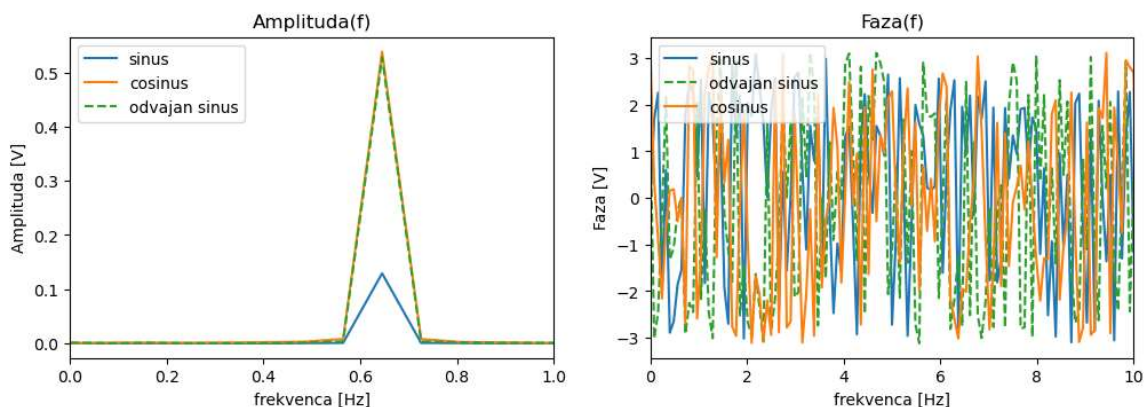 Amplituda(f)
sinus
cosinus
odvajan sinus
Amplituda [V]
0.5
0.4
0.3
0.2
0.1
0.0
0.0 0.2 0.4 0.6 0.8 1.0
frekvenca [Hz]
Faza(f)
sinus
odvajan sinus
cosinus
Faza [V]
3
2
1
0
−1
−2
−3
0 2 4 6 8 10
frekvenca [Hz]